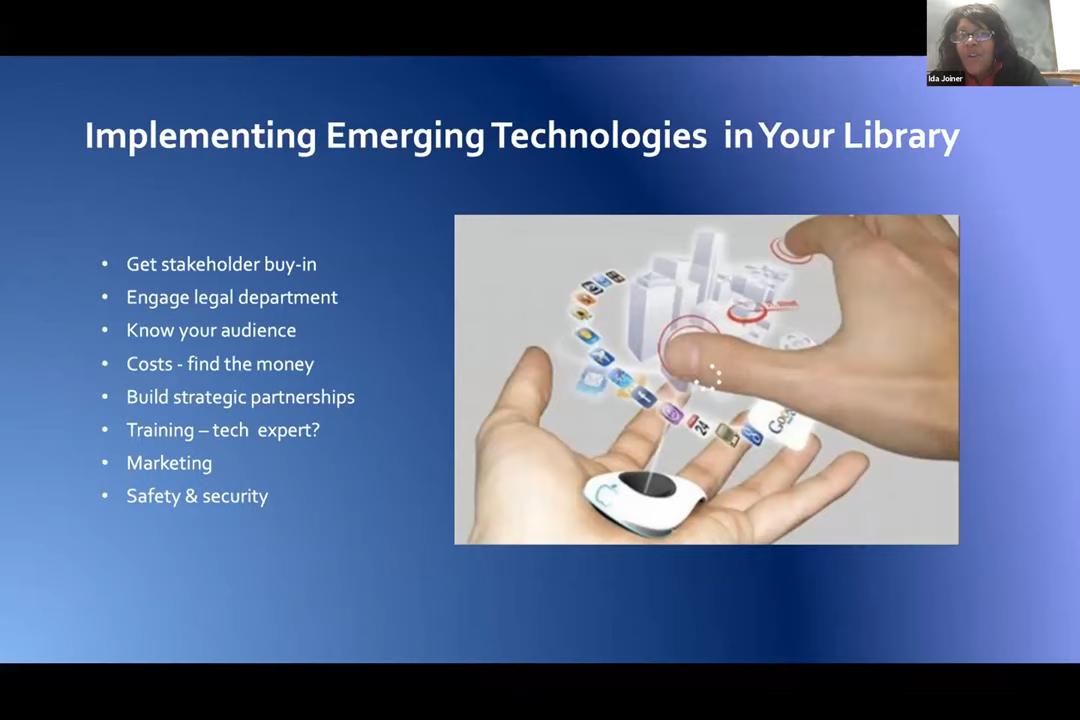 Ida Joiner
Implementing Emerging Technologies in Your Library
• Get stakeholder buy-in
• Engage legal department
• Know your audience
• Costs - find the money
• Build strategic partnerships
• Training – tech expert?
• Marketing
• Safety & security
24